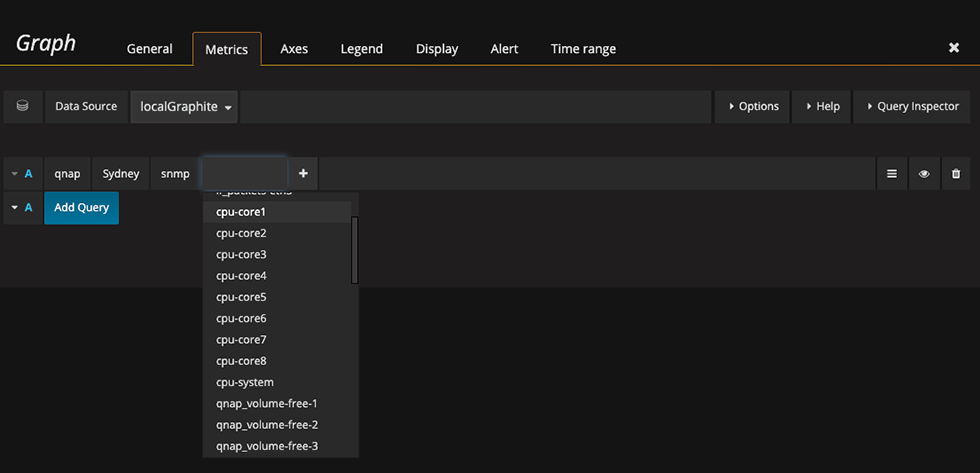 Graph General Metrics Axes Legend Display Alert Time range
Data Source localGraphite Options Help Query Inspector
A qnap Sydney snmp +
A Add Query
cpu-core1
cpu-core2
cpu-core3
cpu-core4
cpu-core5
cpu-core6
cpu-core7
cpu-core8
cpu-system
qnap_volume-free-1
qnap_volume-free-2
qnap_volume-free-3